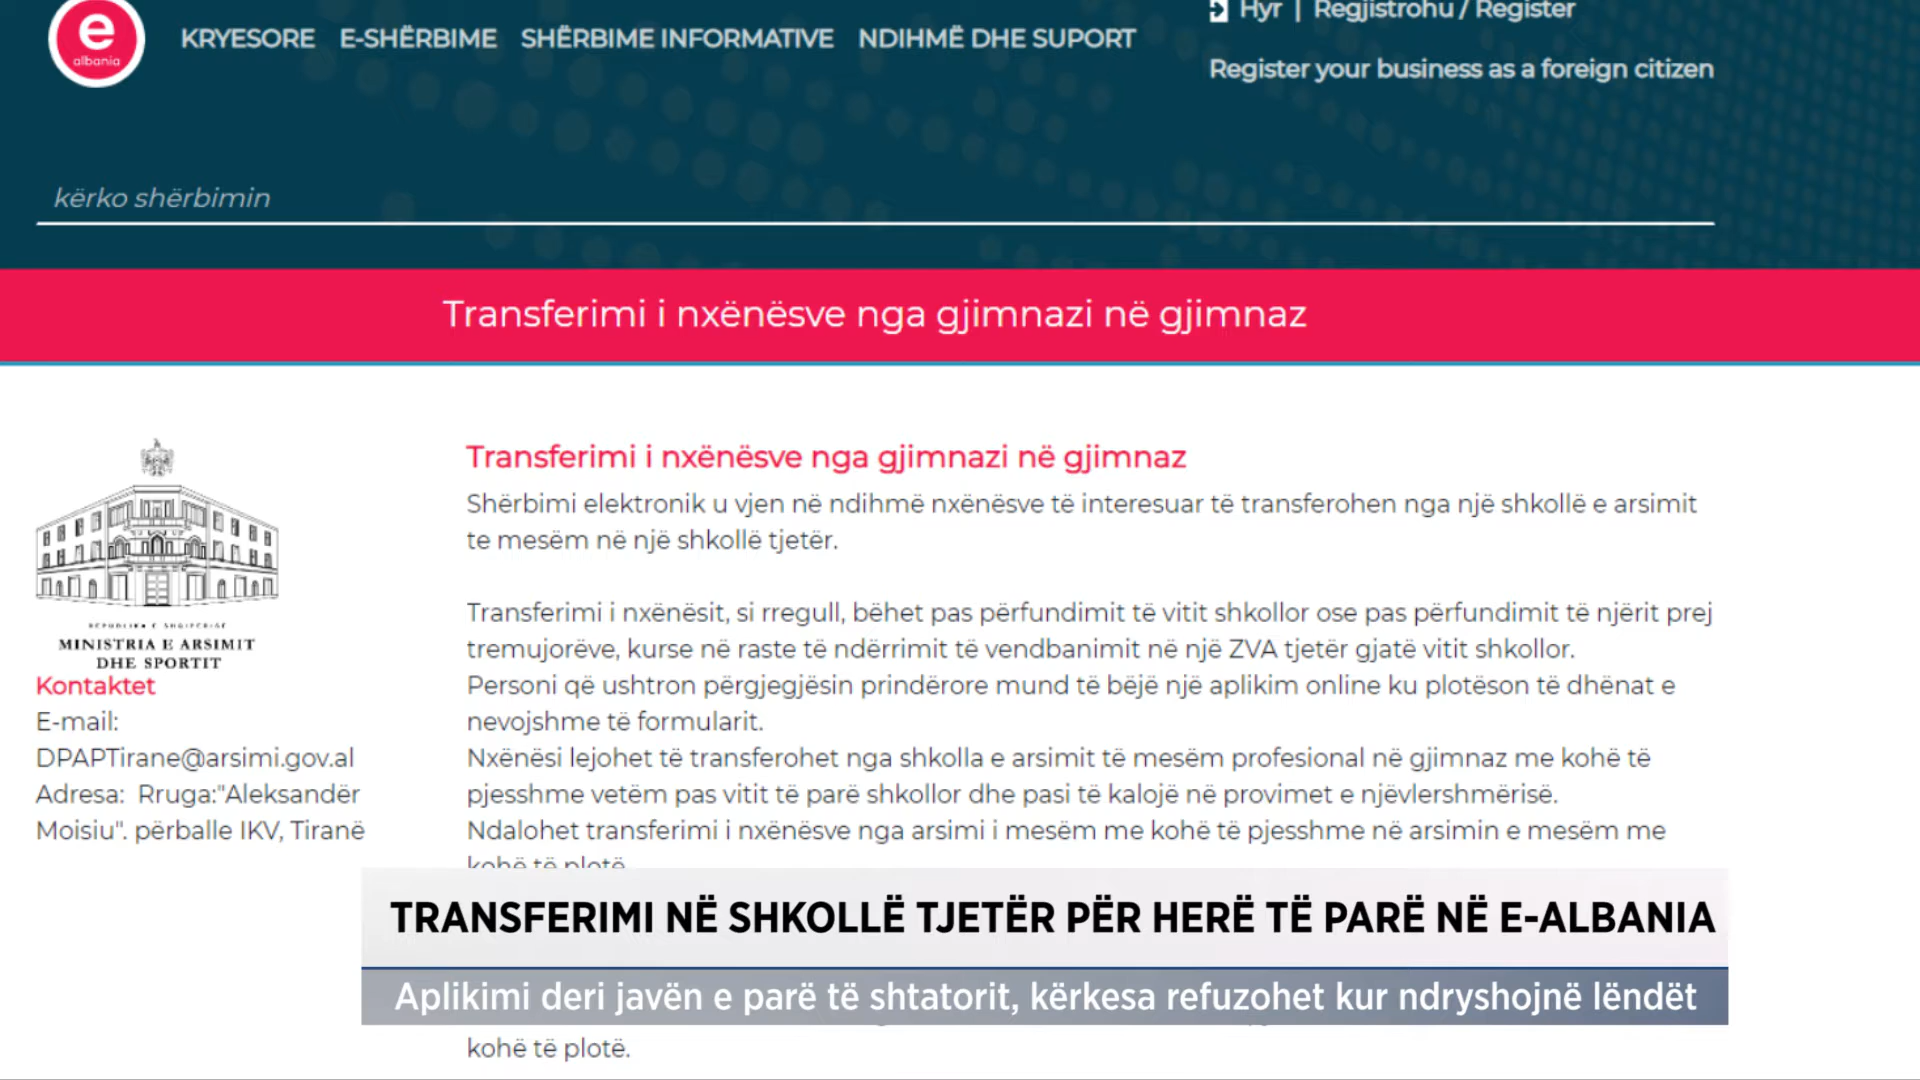 e
albania
KRYESORE E-SHËRBIME SHËRBIME INFORMATIVE NDIHMË DHE SUPORT
Hyr | Regjistrohu / Register
Register your business as a foreign citizen
kërko shërbimin
Transferimi i nxënësve nga gjimnazi në gjimnaz
REPUBLIKA E SHQIPËRISË
MINISTRIA E ARSIMIT
DHE SPORTIT
Kontaktet
E-mail:
DPAPTirane@arsimi.gov.al
Adresa: Rruga:"Aleksandër
Moisiu". përballe IKV, Tiranë
Transferimi i nxënësve nga gjimnazi në gjimnaz
Shërbimi elektronik u vjen në ndihmë nxënësve të interesuar të transferohen nga një shkollë e arsimit
te mesëm në një shkollë tjetër.
Transferimi i nxënësit, si rregull, bëhet pas përfundimit të vitit shkollor ose pas përfundimit të njërit prej
tremujorëve, kurse në raste të ndërrimit të vendbanimit në një ZVA tjetër gjatë vitit shkollor.
Personi që ushtron përgjegjësin prindërore mund të bëjë një aplikim online ku plotëson të dhënat e
nevojshme të formularit.
Nxënësi lejohet të transferohet nga shkolla e arsimit të mesëm profesional në gjimnaz me kohë të
pjesshme vetëm pas vitit të parë shkollor dhe pasi të kalojë në provimet e njëvlershmërisë.
Ndalohet transferimi i nxënësve nga arsimi i mesëm me kohë të pjesshme në arsimin e mesëm me
kohë të plotë.
TRANSFERIMI NË SHKOLLË TJETËR PËR HERË TË PARË NË E-ALBANIA
Aplikimi deri javën e parë të shtatorit, kërkesa refuzohet kur ndryshojnë lëndët
kohë të plotë.